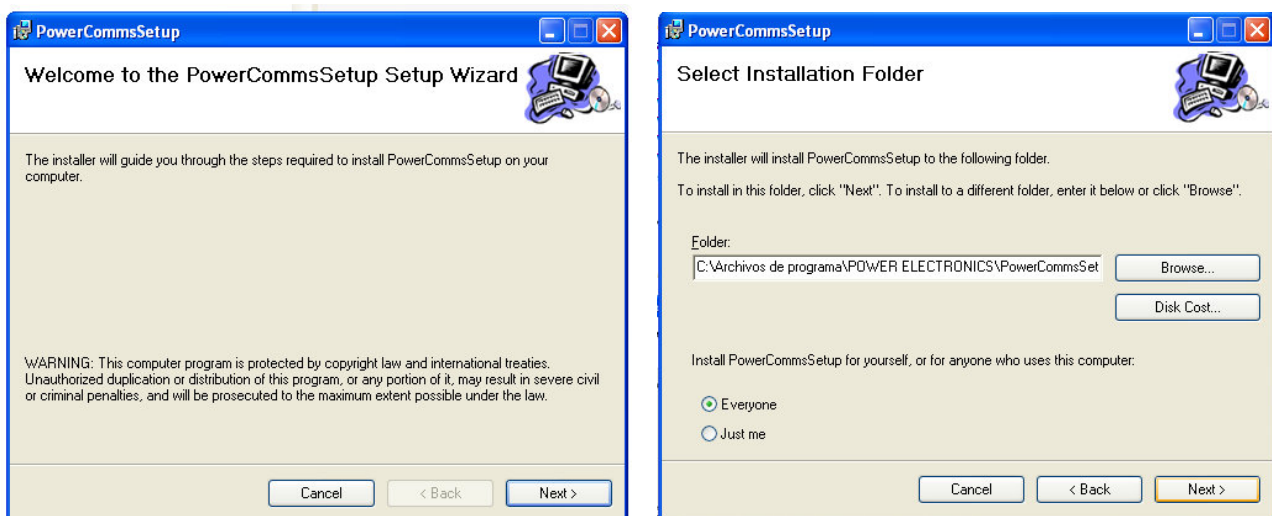 PowerCommsSetup
Welcome to the PowerCommsSetup Setup Wizard
The installer will guide you through the steps required to install PowerCommsSetup on your
computer.
WARNING: This computer program is protected by copyright law and international treaties.
Unauthorized duplication or distribution of this program, or any portion of it, may result in severe civil
or criminal penalties, and will be prosecuted to the maximum extent possible under the law.
Cancel
< Back
Next >
PowerCommsSetup
Select Installation Folder
The installer will install PowerCommsSetup to the following folder.
To install in this folder, click "Next". To install to a different folder, enter it below or click "Browse".
Folder:
C:\Archivos de programa\POWER ELECTRONICS\PowerCommsSet
Browse...
Disk Cost...
Install PowerCommsSetup for yourself, or for anyone who uses this computer:
Everyone
Just me
Cancel
< Back
Next >